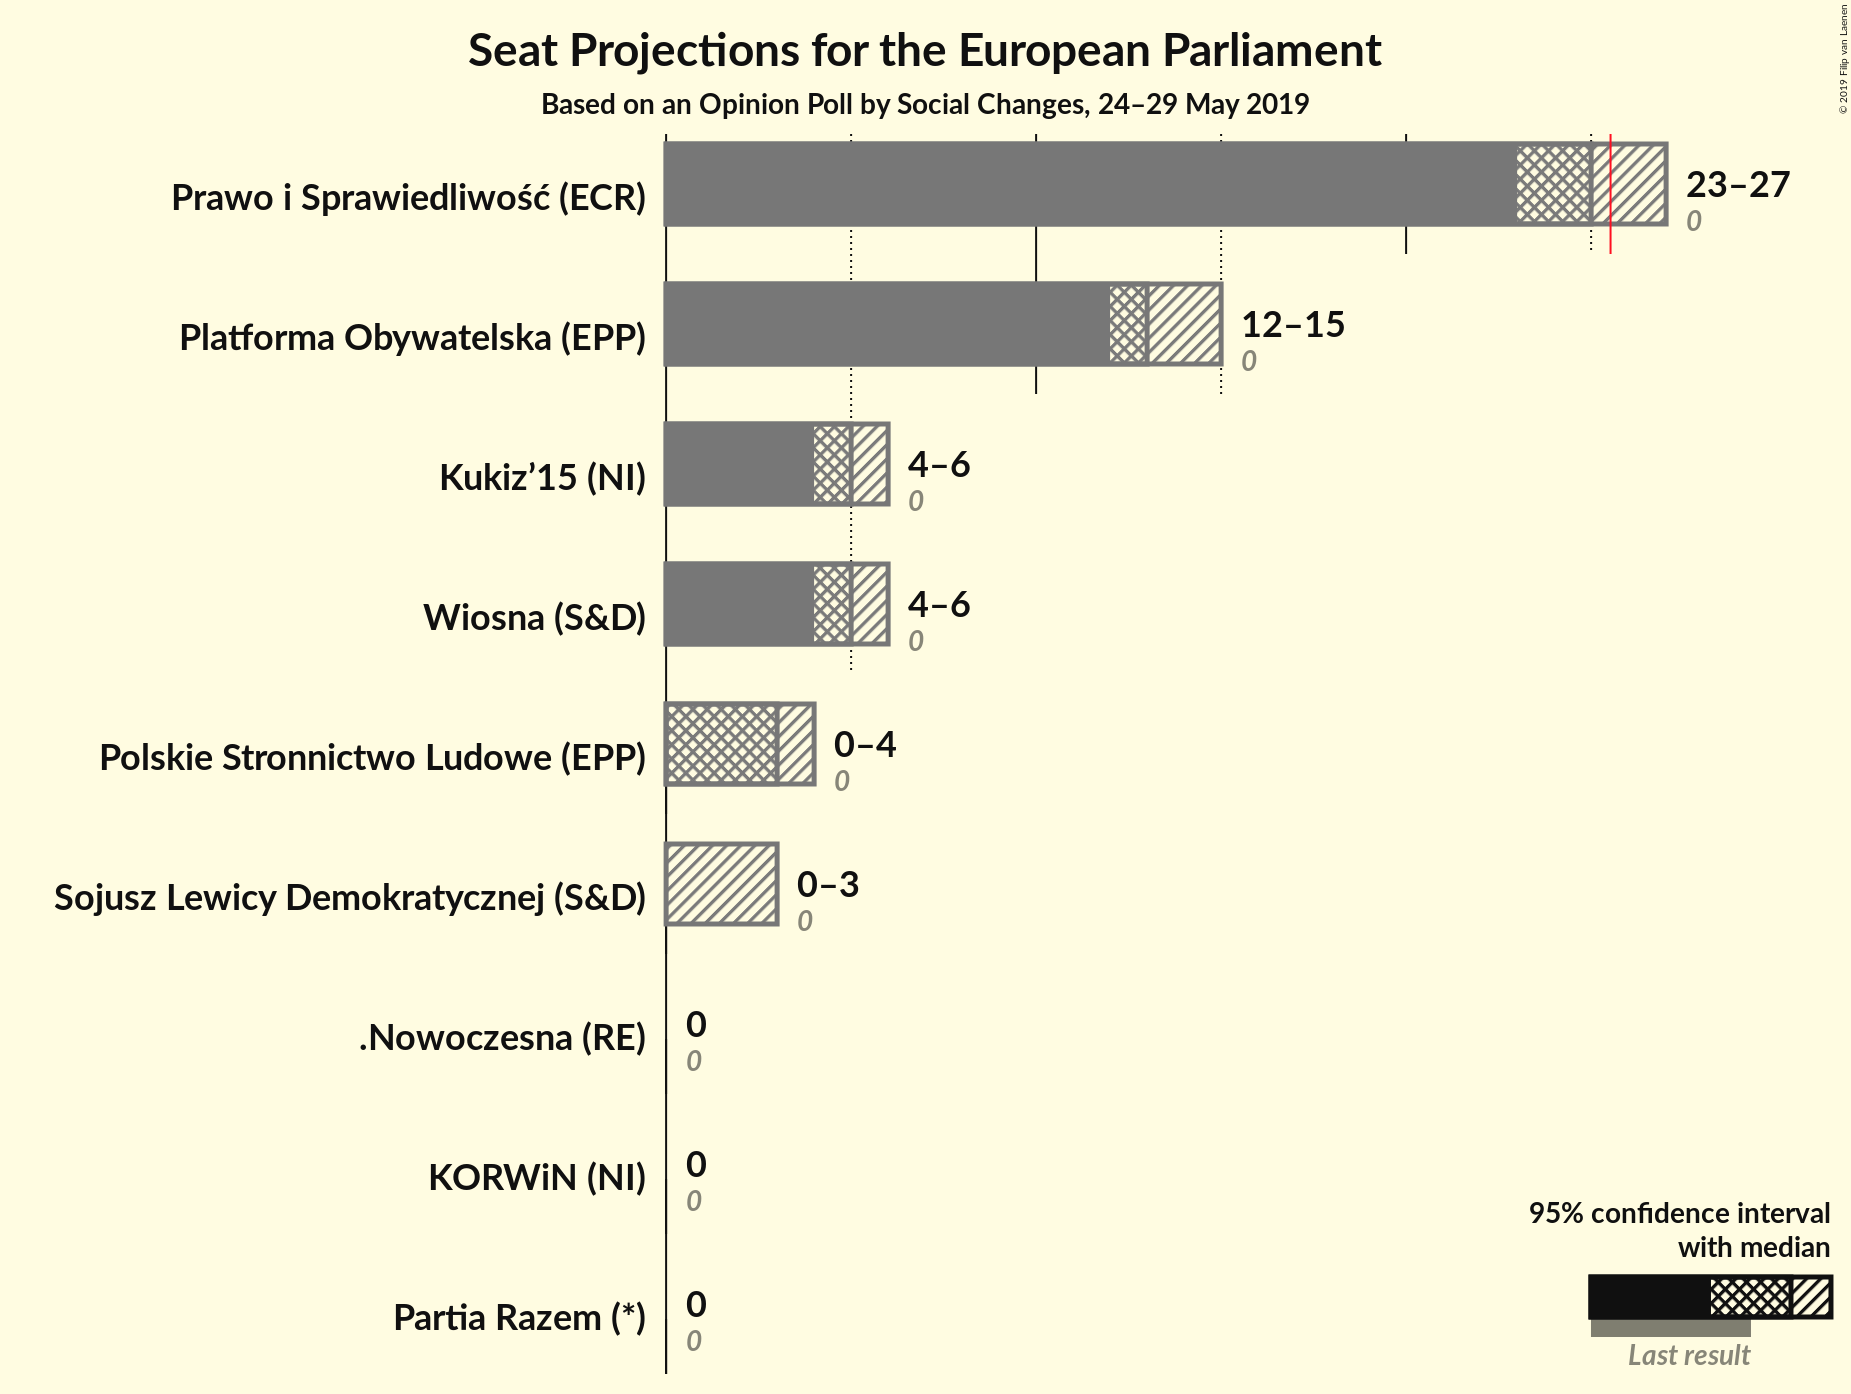 Seat Projections for the European Parliament
Based on an Opinion Poll by Social Changes, 24–29 May 2019
© 2019 Filip van Laenen
Prawo i Sprawiedliwość (ECR)
23–27
0
Platforma Obywatelska (EPP)
12–15
0
Kukiz’15 (NI)
4–6
0
Wiosna (S&D)
4–6
0
Polskie Stronnictwo Ludowe (EPP)
0–4
0
Sojusz Lewicy Demokratycznej (S&D)
0–3
0
.Nowoczesna (RE)
0
0
KORWiN (NI)
0
0
Partia Razem (*)
0
0
95% confidence interval
with median
Last result